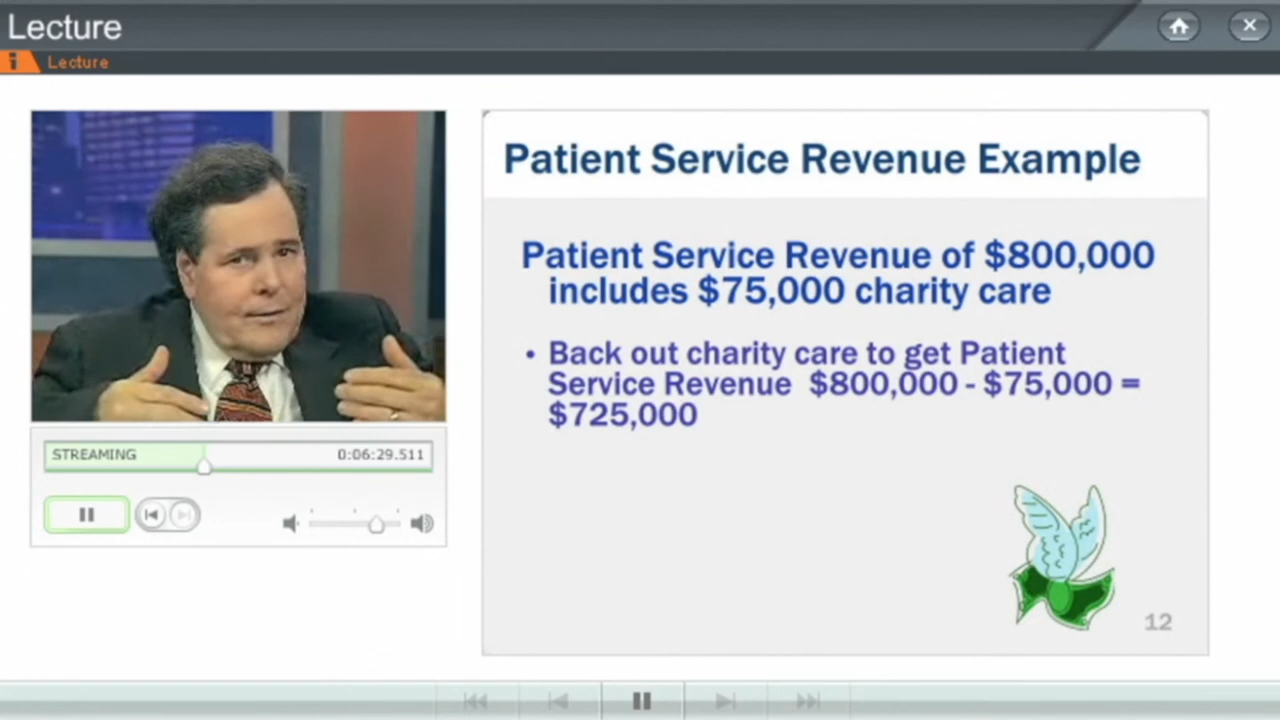 Lecture
i Lecture
Patient Service Revenue Example
Patient Service Revenue of $800,000
includes $75,000 charity care
• Back out charity care to get Patient
Service Revenue $800,000 - $75,000 =
$725,000
STREAMING 0:06:29.511
12